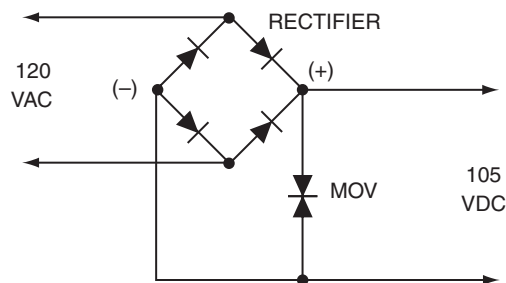 RECTIFIER
120
VAC
(–)
(+)
MOV
105
VDC